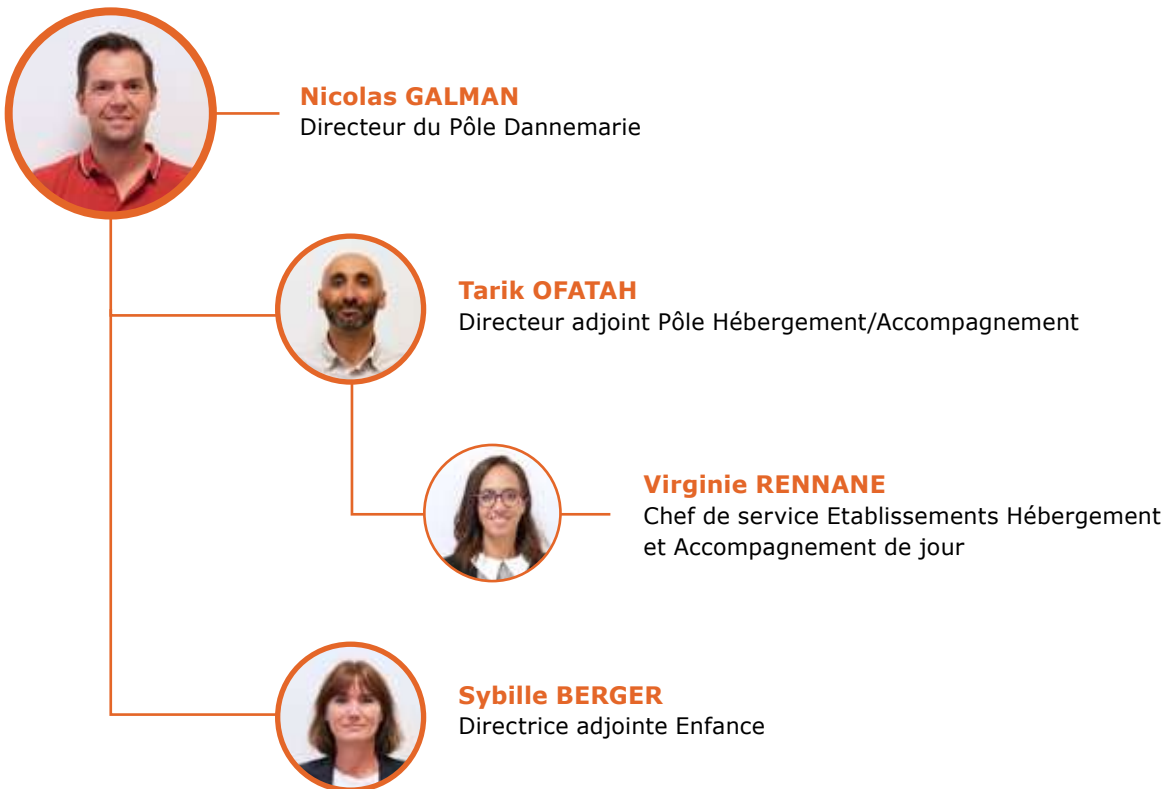 Nicolas GALMAN
Directeur du Pôle Dannemarie
Tarik OFATAH
Directeur adjoint Pôle Hébergement/Accompagnement
Virginie RENNANE
Chef de service Etablissements Hébergement
et Accompagnement de jour
Sybille BERGER
Directrice adjointe Enfance